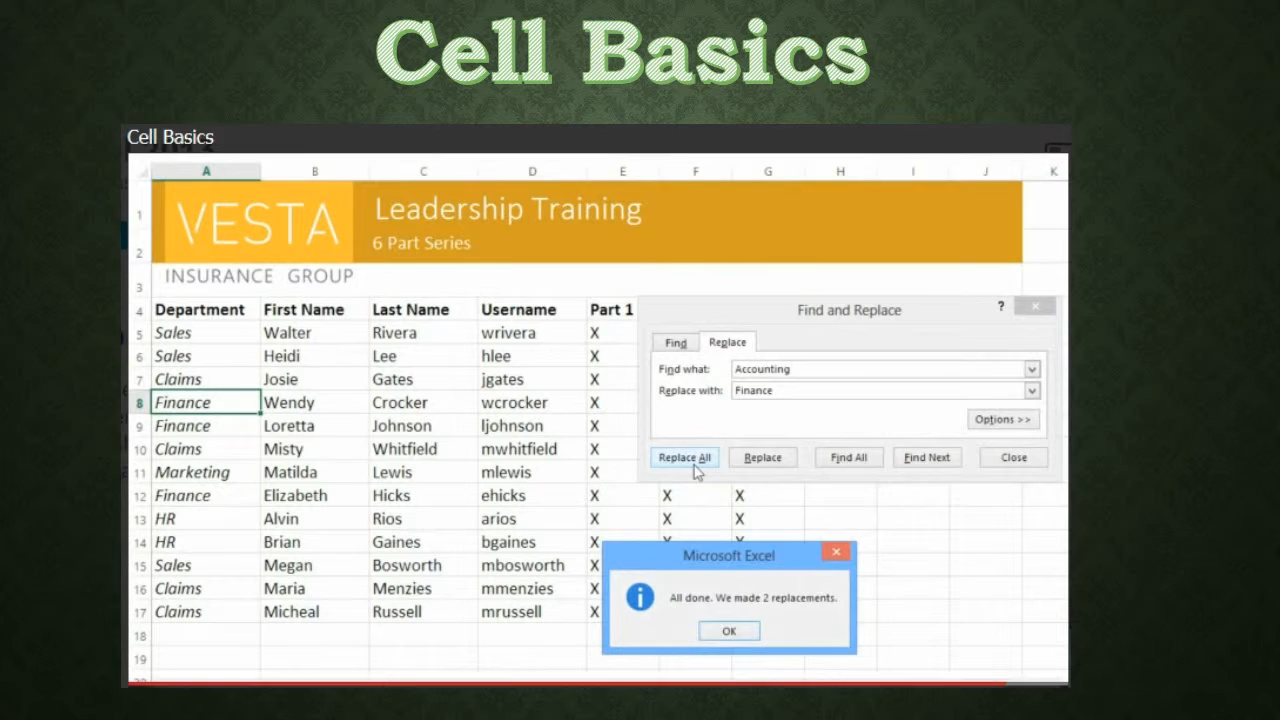 Cell Basics
Cell Basics
A B C D E F G H I J K
1 VESTA Leadership Training
2 6 Part Series
3 INSURANCE GROUP
4 Department First Name Last Name Username Part 1
5 Sales Walter Rivera wrivera X
6 Sales Heidi Lee hlee X
7 Claims Josie Gates jgates X
8 Finance Wendy Crocker wcrocker X
9 Finance Loretta Johnson ljohnson X
10 Claims Misty Whitfield mwhitfield X
11 Marketing Matilda Lewis mlewis X
12 Finance Elizabeth Hicks ehicks X X X
13 HR Alvin Rios arios X X X
14 HR Brian Gaines bgaines X X X
15 Sales Megan Bosworth mbosworth X
16 Claims Maria Menzies mmenzies X
17 Claims Micheal Russell mrussell X
18
19
Find and Replace ?
Find Replace
Find what: Accounting
Replace with: Finance
Options >>
Replace All Replace Find All Find Next Close
Microsoft Excel
All done. We made 2 replacements.
OK